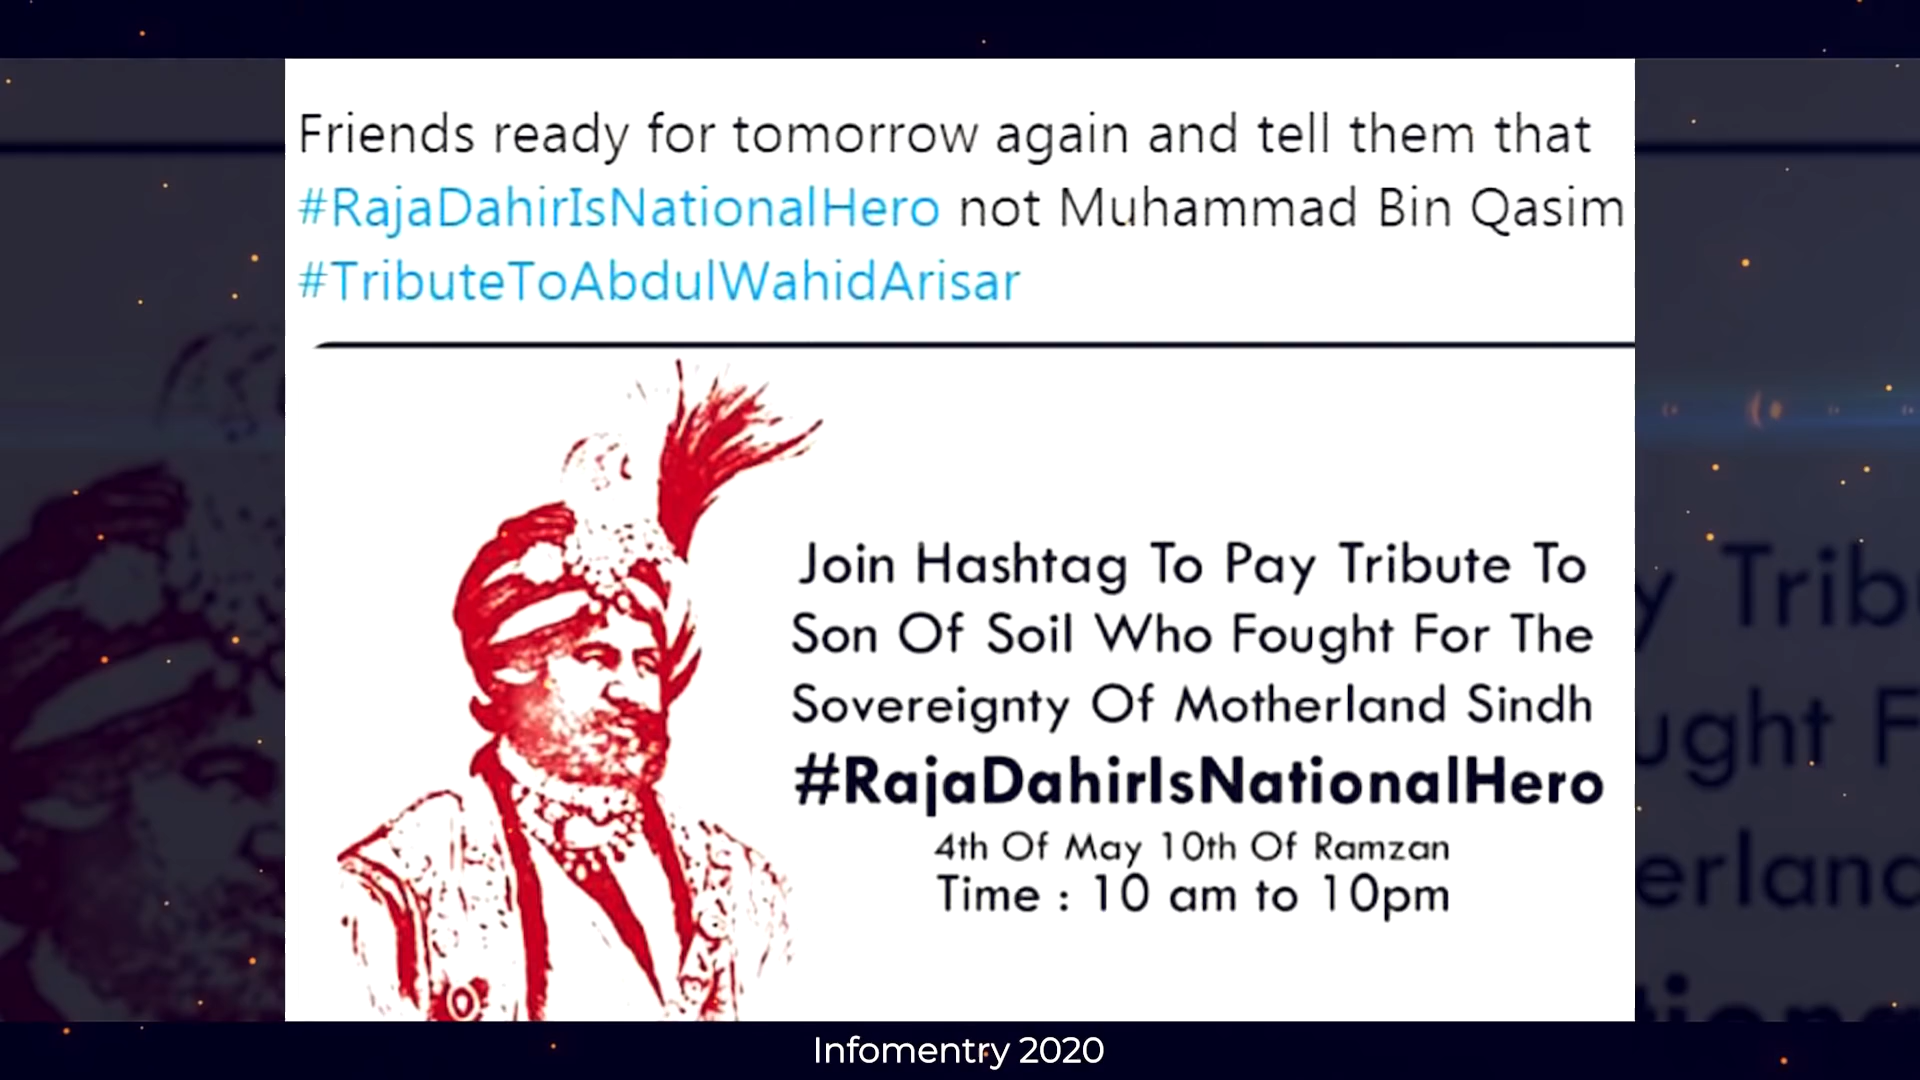 Friends ready for tomorrow again and tell them that
#RajaDahirIsNationalHero not Muhammad Bin Qasim
#TributeToAbdulWahidArisar
Join Hashtag To Pay Tribute To
Son Of Soil Who Fought For The
Sovereignty Of Motherland Sindh
#RajaDahirIsNationalHero
4th Of May 10th Of Ramzan
Time : 10 am to 10pm
Infomentry 2020